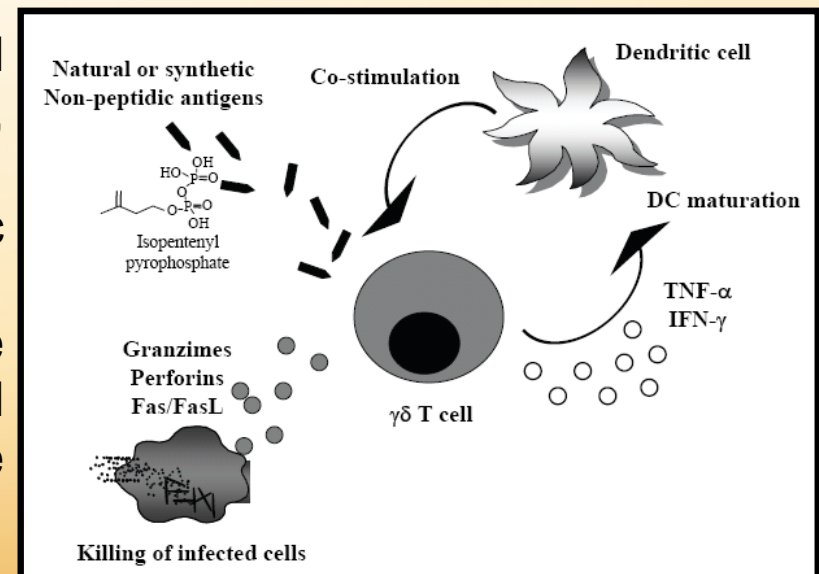 Natural or synthetic
Non-peptidic antigens
Co-stimulation
Dendritic cell
OH
HO-P=O
O
O-P=O
OH
Isopentenyl
pyrophosphate
DC maturation
TNF-α
IFN-γ
Granzimes
Perforins
Fas/FasL
γδ T cell
Killing of infected cells